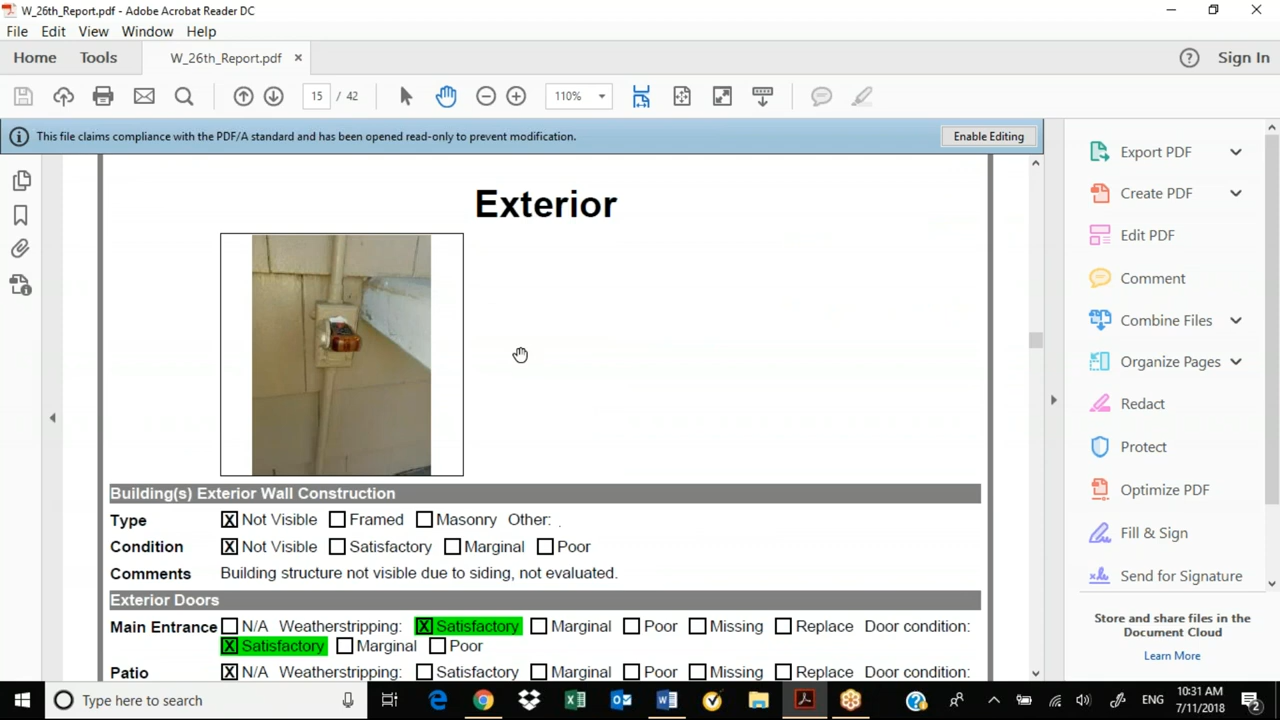 W_26th_Report.pdf - Adobe Acrobat Reader DC
File Edit View Window Help
Home Tools W_26th_Report.pdf × ? Sign In
15 / 42 110%
This file claims compliance with the PDF/A standard and has been opened read-only to prevent modification. Enable Editing
Exterior
Building(s) Exterior Wall Construction
Type X Not Visible Framed Masonry Other: .
Condition X Not Visible Satisfactory Marginal Poor
Comments Building structure not visible due to siding, not evaluated.
Exterior Doors
Main Entrance N/A Weatherstripping: X Satisfactory Marginal Poor Missing Replace Door condition:
X Satisfactory Marginal Poor
Patio X N/A Weatherstripping: Satisfactory Marginal Poor Missing Replace Door condition:
Export PDF
Create PDF
Edit PDF
Comment
Combine Files
Organize Pages
Redact
Protect
Optimize PDF
Fill & Sign
Send for Signature
Store and share files in the
Document Cloud
Learn More
Type here to search
ENG
10:31 AM
7/11/2018
2